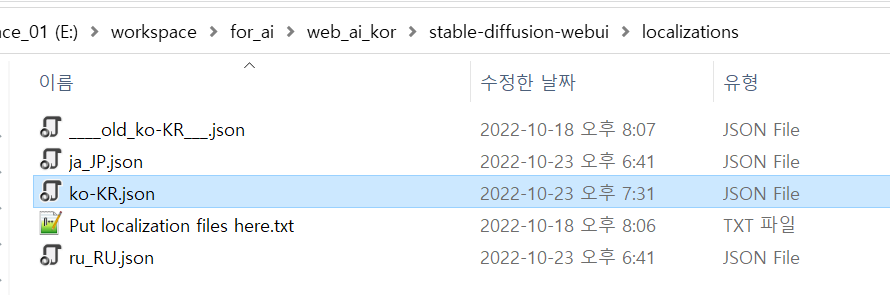 ce_01 (E:) > workspace > for_ai > web_ai_kor > stable-diffusion-webui > localizations
이름 수정한 날짜 유형
____old_ko-KR___.json 2022-10-18 오후 8:07 JSON File
ja_JP.json 2022-10-23 오후 6:41 JSON File
ko-KR.json 2022-10-23 오후 7:31 JSON File
Put localization files here.txt 2022-10-18 오후 8:06 TXT 파일
ru_RU.json 2022-10-23 오후 6:41 JSON File